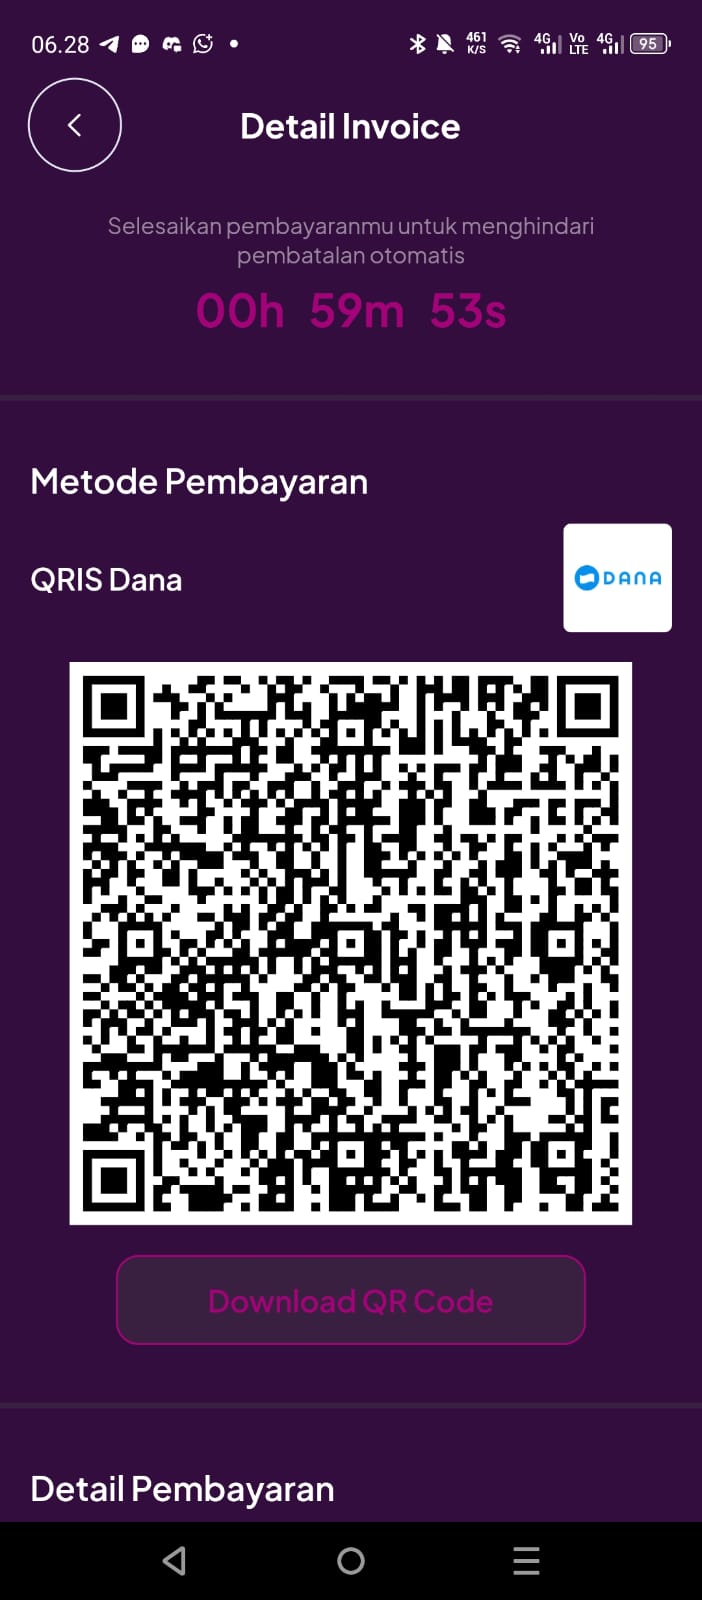 06.28
461
K/S
4G
Vo
LTE
4G
95
Detail Invoice
Selesaikan pembayaranmu untuk menghindari
pembatalan otomatis
00h 59m 53s
Metode Pembayaran
QRIS Dana
DANA
Download QR Code
Detail Pembayaran